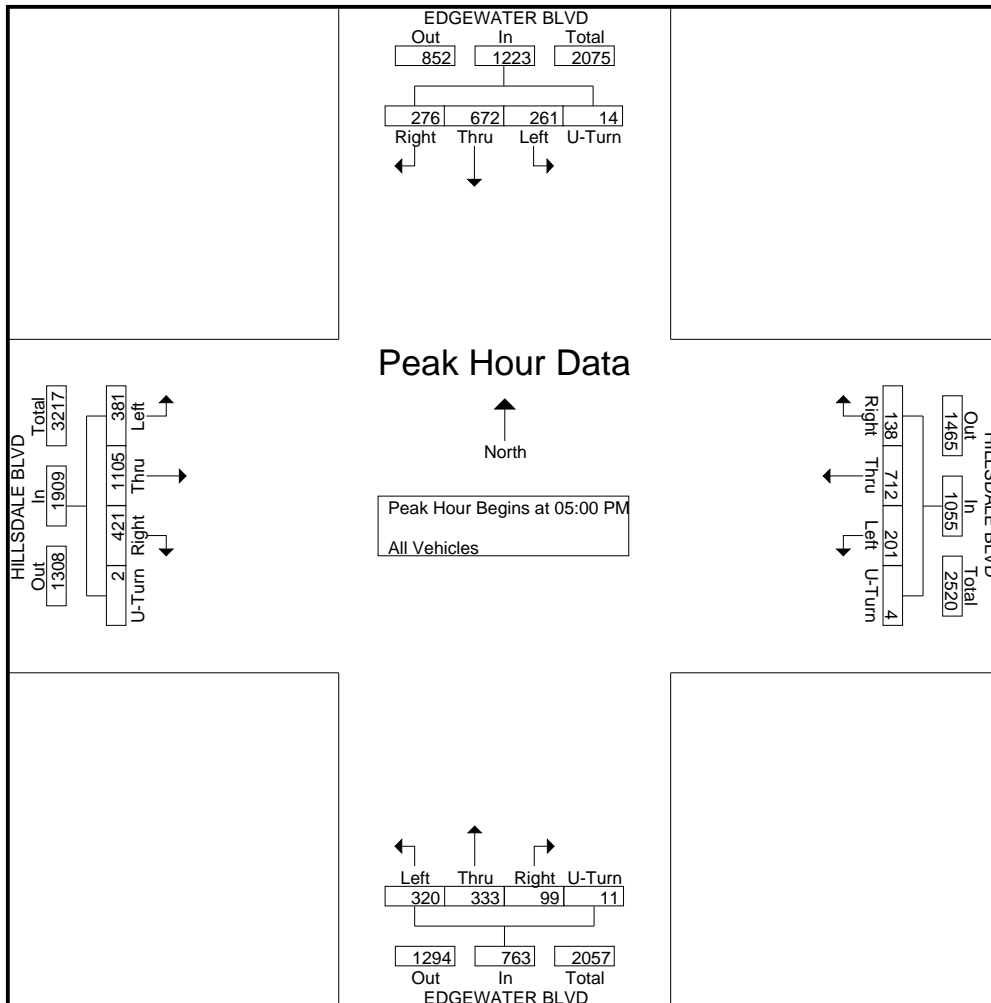 EDGEWATER BLVD
Out In Total
852 1223 2075
276 672 261 14
Right Thru Left U-Turn
Peak Hour Data
North
Peak Hour Begins at 05:00 PM
All Vehicles
HILLSDALE BLVD
Out In Total
1308 1909 3217
2 421 1105 381
U-Turn Right Thru Left
HILLSDALE BLVD
Out In Total
1465 1055 2520
138 712 201 4
Right Thru Left U-Turn
Left Thru Right U-Turn
320 333 99 11
1294 763 2057
Out In Total
EDGEWATER BLVD